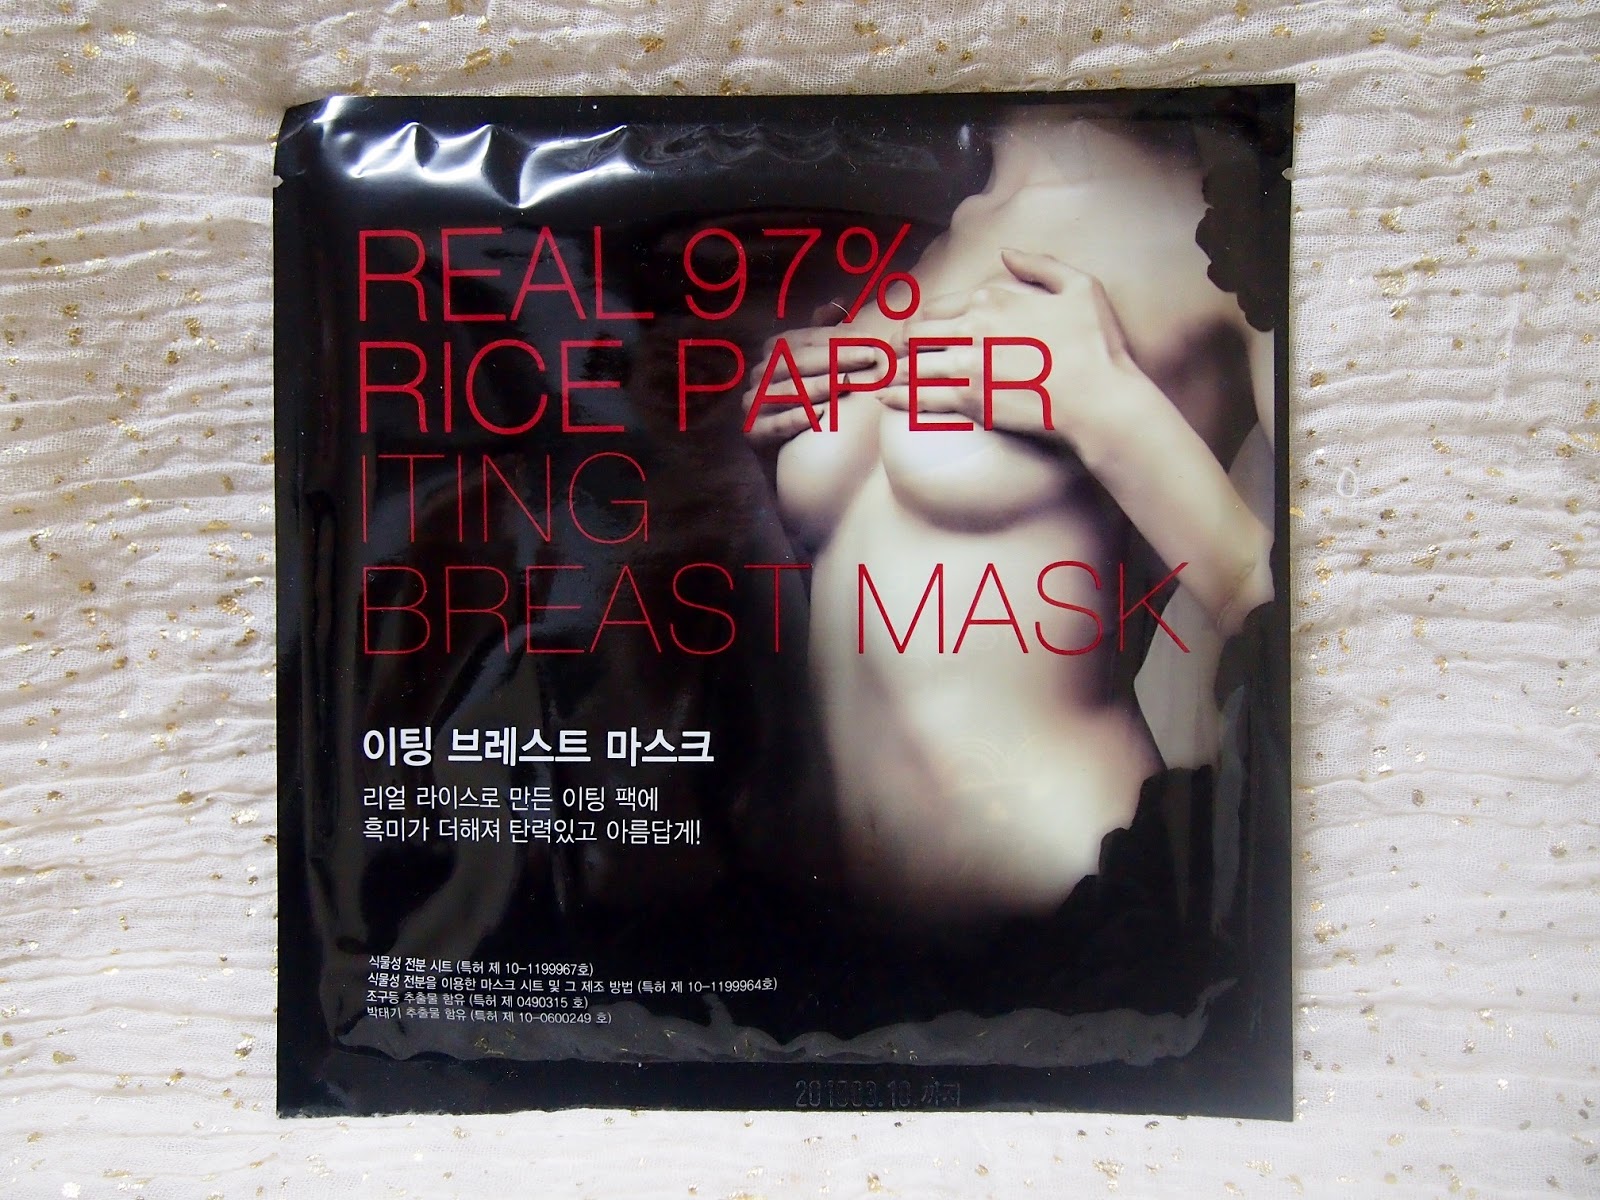 REAL 97%
RICE PAPER
ITING
BREAST MASK
이팅 브레스트 마스크
리얼 라이스로 만든 이팅 팩에
흑미가 더해져 탄력있고 아름답게!
식물성 전분 시트 (특허 제 10-1199967호)
식물성 전분을 이용한 마스크 시트 및 그 제조 방법 (특허 제 10-1199964호)
조구등 추출물 함유 (특허 제 0490315 호)
박태기 추출물 함유 (특허 제 10-0600249 호)
까지